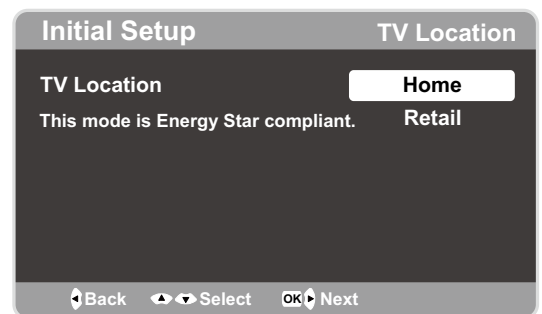 Initial Setup TV Location
TV Location Home
This mode is Energy Star compliant. Retail
Back Select OK Next